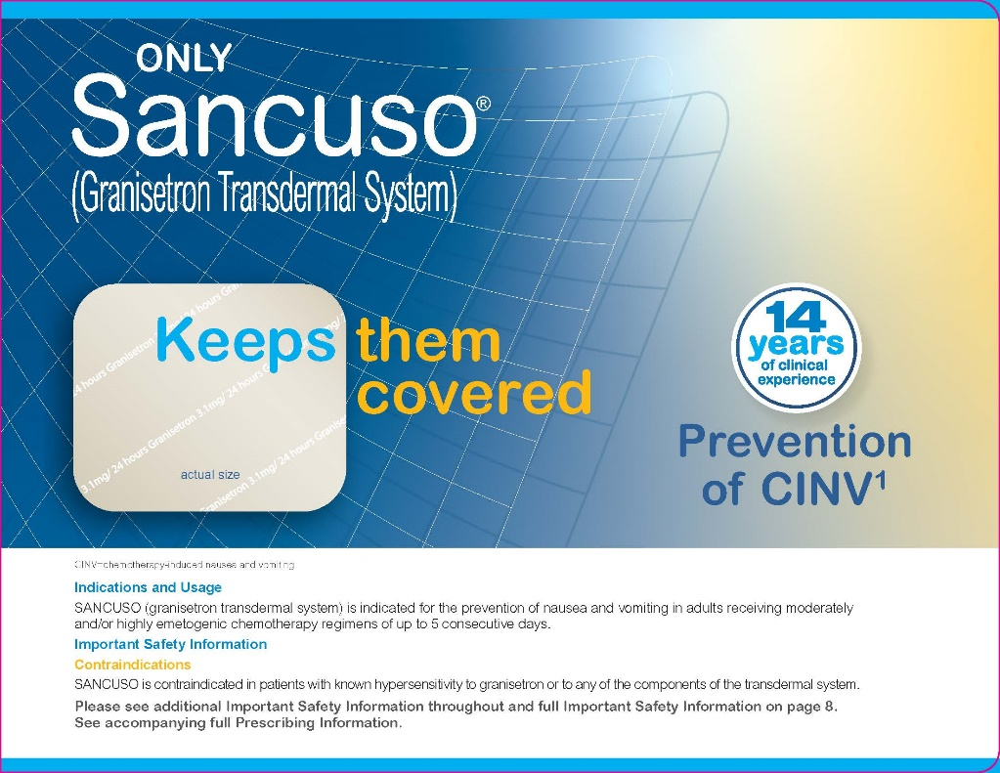 ONLY
Sancuso®
(Granisetron Transdermal System)
Keeps them
covered
24 hours Granisetron
3.1mg/ 24 hours Granisetron 3.1mg/ 24 hours
3.1mg/ 24 hours
Granisetron 3.1mg/ 24 hours Granise
actual size
14
years
of clinical
experience
Prevention
of CINV¹
CINV=chemotherapy-induced nausea and vomiting
Indications and Usage
SANCUSO (granisetron transdermal system) is indicated for the prevention of nausea and vomiting in adults receiving moderately
and/or highly emetogenic chemotherapy regimens of up to 5 consecutive days.
Important Safety Information
Contraindications
SANCUSO is contraindicated in patients with known hypersensitivity to granisetron or to any of the components of the transdermal system.
Please see additional Important Safety Information throughout and full Important Safety Information on page 8.
See accompanying full Prescribing Information.